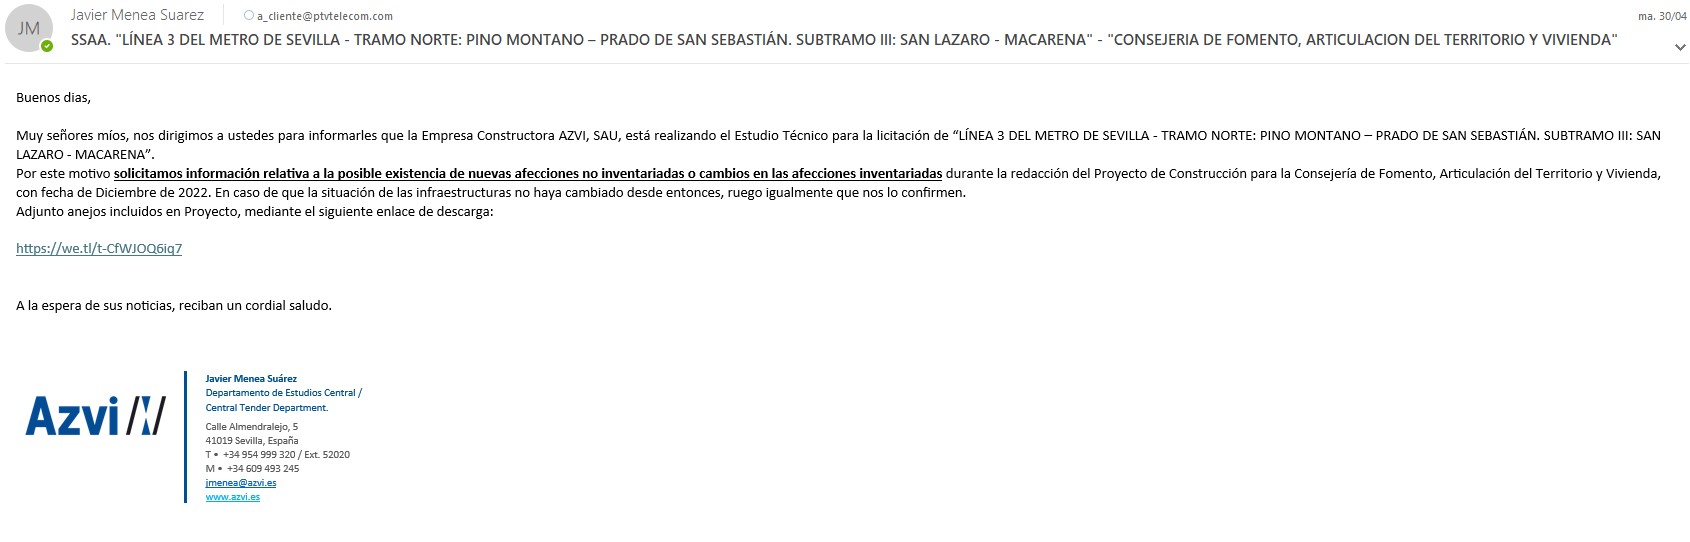 JM
Javier Menea Suarez
a_cliente@ptvtelecom.com
ma. 30/04
SSAA. "LÍNEA 3 DEL METRO DE SEVILLA - TRAMO NORTE: PINO MONTANO – PRADO DE SAN SEBASTIÁN. SUBTRAMO III: SAN LAZARO - MACARENA" - "CONSEJERIA DE FOMENTO, ARTICULACION DEL TERRITORIO Y VIVIENDA"
Buenos dias,
Muy señores míos, nos dirigimos a ustedes para informarles que la Empresa Constructora AZVI, SAU, está realizando el Estudio Técnico para la licitación de “LÍNEA 3 DEL METRO DE SEVILLA - TRAMO NORTE: PINO MONTANO – PRADO DE SAN SEBASTIÁN. SUBTRAMO III: SAN
LAZARO - MACARENA”.
Por este motivo solicitamos información relativa a la posible existencia de nuevas afecciones no inventariadas o cambios en las afecciones inventariadas durante la redacción del Proyecto de Construcción para la Consejería de Fomento, Articulación del Territorio y Vivienda,
con fecha de Diciembre de 2022. En caso de que la situación de las infraestructuras no haya cambiado desde entonces, ruego igualmente que nos lo confirmen.
Adjunto anejos incluidos en Proyecto, mediante el siguiente enlace de descarga:
https://we.tl/t-CfWJOQ6iq7
A la espera de sus noticias, reciban un cordial saludo.
Azvi
Javier Menea Suárez
Departamento de Estudios Central /
Central Tender Department.
Calle Almendralejo, 5
41019 Sevilla, España
T • +34 954 999 320 / Ext. 52020
M • +34 609 493 245
jmenea@azvi.es
www.azvi.es